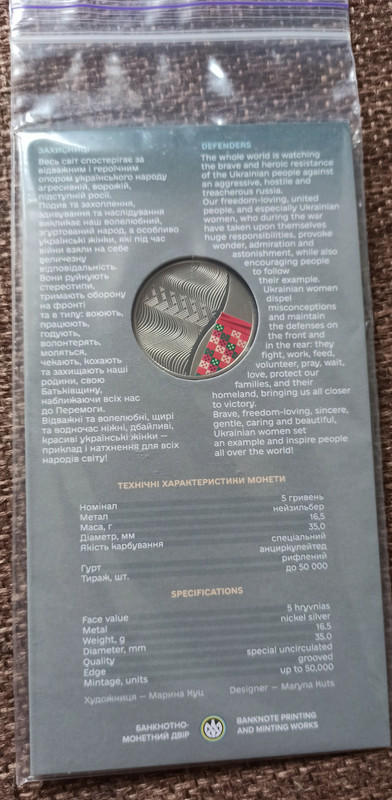 ЗАХИСНИЦІ
Весь світ спостерігає за
відважним і героїчним
опором українського народу
агресивній, ворожій,
підступній росії.
Подив та захоплення,
здивування та наслідування
викликає наш волелюбний,
згуртований народ, а особливо
українські жінки, які під час
війни взяли на себе
величезну
відповідальність.
Вони руйнують
стереотипи,
тримають оборону
на фронті
та в тилу: воюють,
працюють,
годують,
волонтерять,
моляться,
чекають, кохають
та захищають наші
родини, свою
Батьківщину,
наближаючи всіх нас
до Перемоги.
Відважні та волелюбні, щирі
та водночас ніжні, дбайливі,
красиві українські жінки —
приклад і натхнення для всіх
народів світу!
DEFENDERS
The whole world is watching
the brave and heroic resistance
of the Ukrainian people against
an aggressive, hostile and
treacherous russia.
Our freedom-loving, united
people, and especially Ukrainian
women, who during the war
have taken upon themselves
huge responsibilities, provoke
wonder, admiration and
astonishment, while also
encouraging people
to follow
their example.
Ukrainian women
dispel
misconceptions
and maintain
the defenses on
the front and
in the rear: they
fight, work, feed,
volunteer, pray, wait,
love, protect our
families, and their
homeland, bringing us all closer
to victory.
Brave, freedom-loving, sincere,
gentle, caring and beautiful,
Ukrainian women set
an example and inspire people
all over the world!
ТЕХНІЧНІ ХАРАКТЕРИСТИКИ МОНЕТИ
Номінал 5 гривень
Метал нейзильбер
Маса, г 16,5
Діаметр, мм 35,0
Якість карбування спеціальний
анциркулейтед
Гурт рифлений
Тираж, шт. до 50 000
SPECIFICATIONS
Face value 5 hryvnias
Metal nickel silver
Weight, g 16.5
Diameter, mm 35.0
Quality special uncirculated
Edge grooved
Mintage, units up to 50,000
Художниця — Марина Куц Designer — Maryna Kuts
БАНКНОТНО-
МОНЕТНИЙ ДВІР
BANKNOTE PRINTING
AND MINTING WORKS